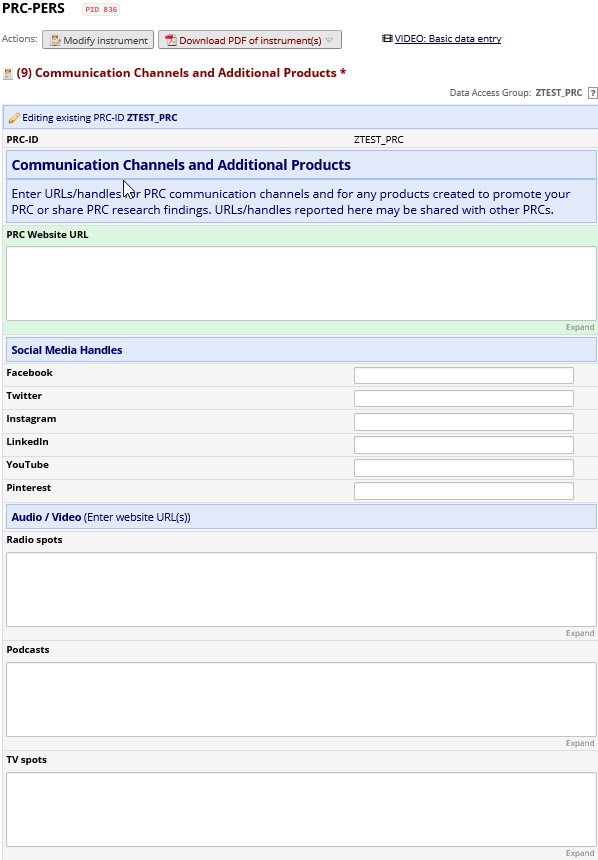 PRC-PERS PID 836
Actions: Modify instrument Download PDF of instrument(s) VIDEO: Basic data entry
(9) Communication Channels and Additional Products *
Data Access Group: ZTEST_PRC ?
Editing existing PRC-ID ZTEST_PRC
PRC-ID ZTEST_PRC
Communication Channels and Additional Products
Enter URLs/handles for PRC communication channels and for any products created to promote your
PRC or share PRC research findings. URLs/handles reported here may be shared with other PRCs.
PRC Website URL
Expand
Social Media Handles
Facebook
Twitter
Instagram
LinkedIn
YouTube
Pinterest
Audio / Video (Enter website URL(s))
Radio spots
Expand
Podcasts
Expand
TV spots
Expand